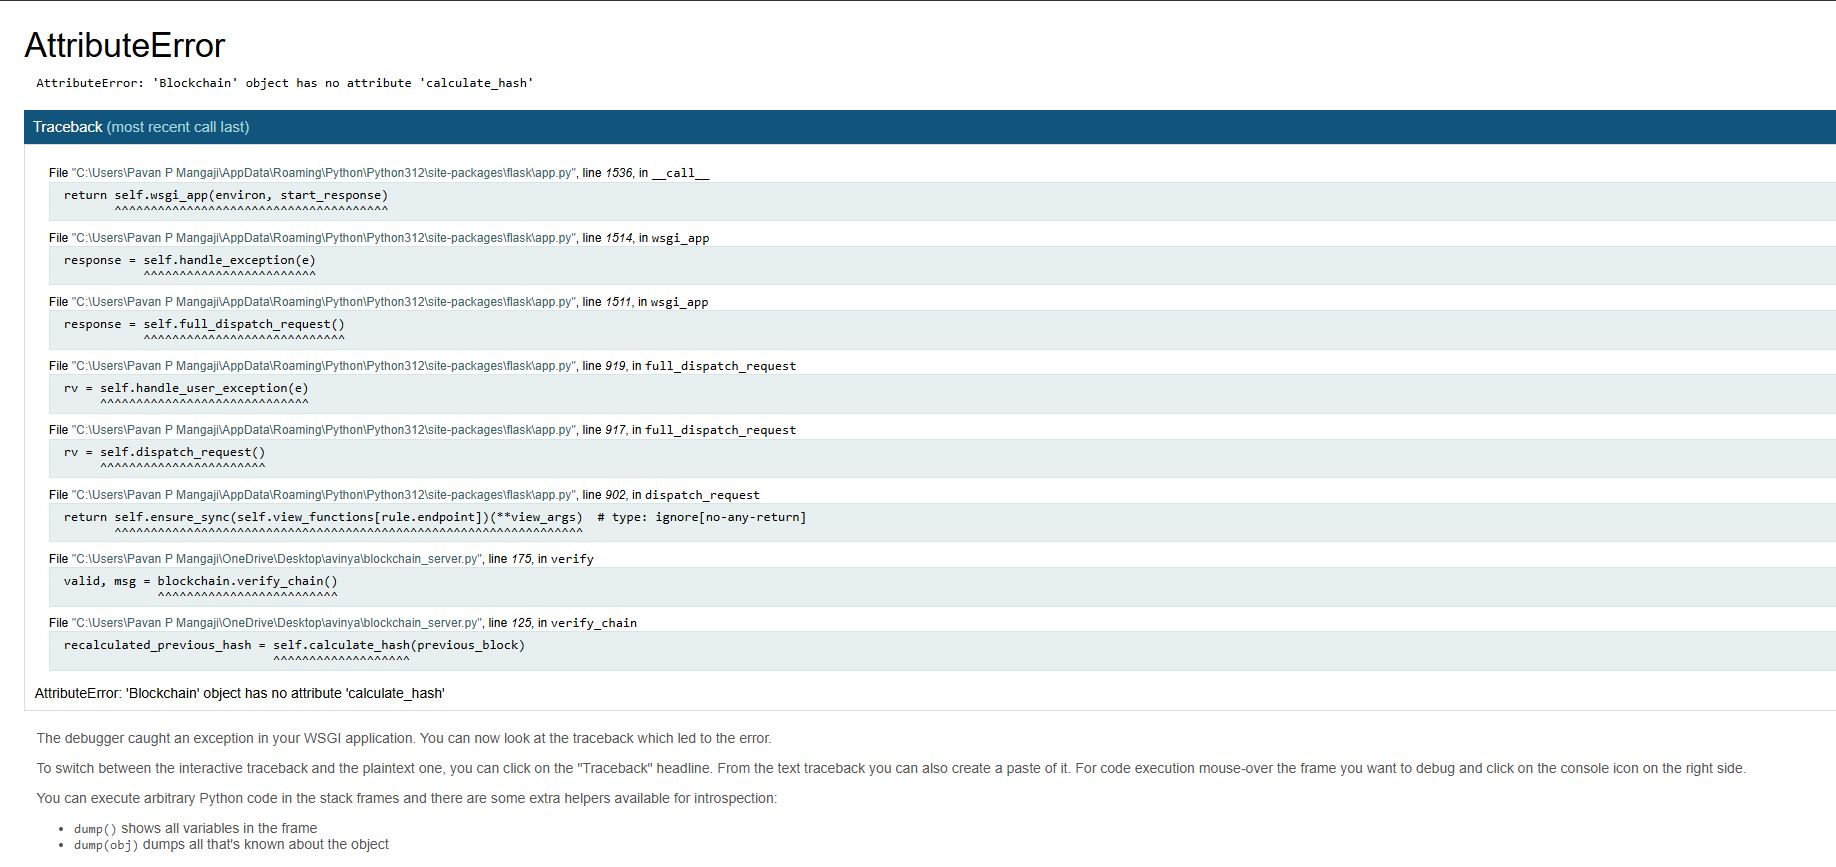 AttributeError
AttributeError: 'Blockchain' object has no attribute 'calculate_hash'
Traceback (most recent call last)
File "C:\Users\Pavan P Mangaji\AppData\Roaming\Python\Python312\site-packages\flask\app.py", line 1536, in __call__
return self.wsgi_app(environ, start_response)
^^^^^^^^^^^^^^^^^^^^^^^^^^^^^^^^^^^^^^
File "C:\Users\Pavan P Mangaji\AppData\Roaming\Python\Python312\site-packages\flask\app.py", line 1514, in wsgi_app
response = self.handle_exception(e)
^^^^^^^^^^^^^^^^^^^^^^^^
File "C:\Users\Pavan P Mangaji\AppData\Roaming\Python\Python312\site-packages\flask\app.py", line 1511, in wsgi_app
response = self.full_dispatch_request()
^^^^^^^^^^^^^^^^^^^^^^^^^^^^
File "C:\Users\Pavan P Mangaji\AppData\Roaming\Python\Python312\site-packages\flask\app.py", line 919, in full_dispatch_request
rv = self.handle_user_exception(e)
^^^^^^^^^^^^^^^^^^^^^^^^^^^^^
File "C:\Users\Pavan P Mangaji\AppData\Roaming\Python\Python312\site-packages\flask\app.py", line 917, in full_dispatch_request
rv = self.dispatch_request()
^^^^^^^^^^^^^^^^^^^^^^^
File "C:\Users\Pavan P Mangaji\AppData\Roaming\Python\Python312\site-packages\flask\app.py", line 902, in dispatch_request
return self.ensure_sync(self.view_functions[rule.endpoint])(**view_args)  # type: ignore[no-any-return]
^^^^^^^^^^^^^^^^^^^^^^^^^^^^^^^^^^^^^^^^^^^^^^^^^^^^^^^^^^^^^^^^^
File "C:\Users\Pavan P Mangaji\OneDrive\Desktop\avinya\blockchain_server.py", line 175, in verify
valid, msg = blockchain.verify_chain()
^^^^^^^^^^^^^^^^^^^^^^^^^
File "C:\Users\Pavan P Mangaji\OneDrive\Desktop\avinya\blockchain_server.py", line 125, in verify_chain
recalculated_previous_hash = self.calculate_hash(previous_block)
^^^^^^^^^^^^^^^^^^^
AttributeError: 'Blockchain' object has no attribute 'calculate_hash'
The debugger caught an exception in your WSGI application. You can now look at the traceback which led to the error.
To switch between the interactive traceback and the plaintext one, you can click on the "Traceback" headline. From the text traceback you can also create a paste of it. For code execution mouse-over the frame you want to debug and click on the console icon on the right side.
You can execute arbitrary Python code in the stack frames and there are some extra helpers available for introspection:
• dump() shows all variables in the frame
• dump(obj) dumps all that's known about the object